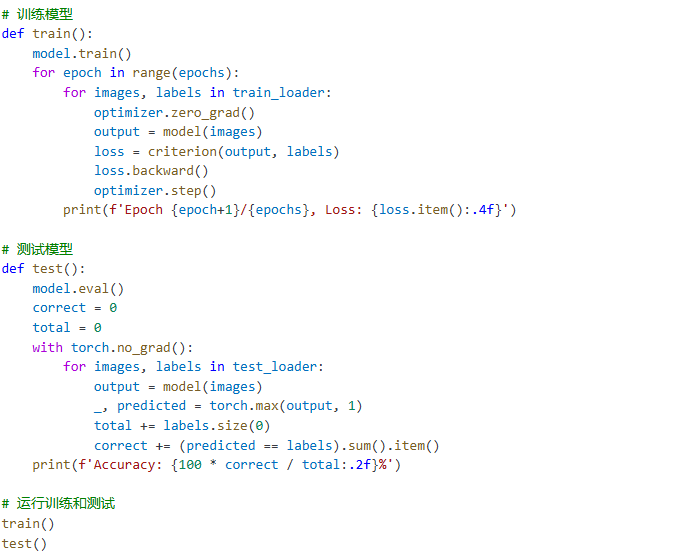 # 训练模型
def train():
    model.train()
    for epoch in range(epochs):
        for images, labels in train_loader:
            optimizer.zero_grad()
            output = model(images)
            loss = criterion(output, labels)
            loss.backward()
            optimizer.step()
        print(f'Epoch {epoch+1}/{epochs}, Loss: {loss.item():.4f}')

# 测试模型
def test():
    model.eval()
    correct = 0
    total = 0
    with torch.no_grad():
        for images, labels in test_loader:
            output = model(images)
            _, predicted = torch.max(output, 1)
            total += labels.size(0)
            correct += (predicted == labels).sum().item()
    print(f'Accuracy: {100 * correct / total:.2f}%')

# 运行训练和测试
train()
test()